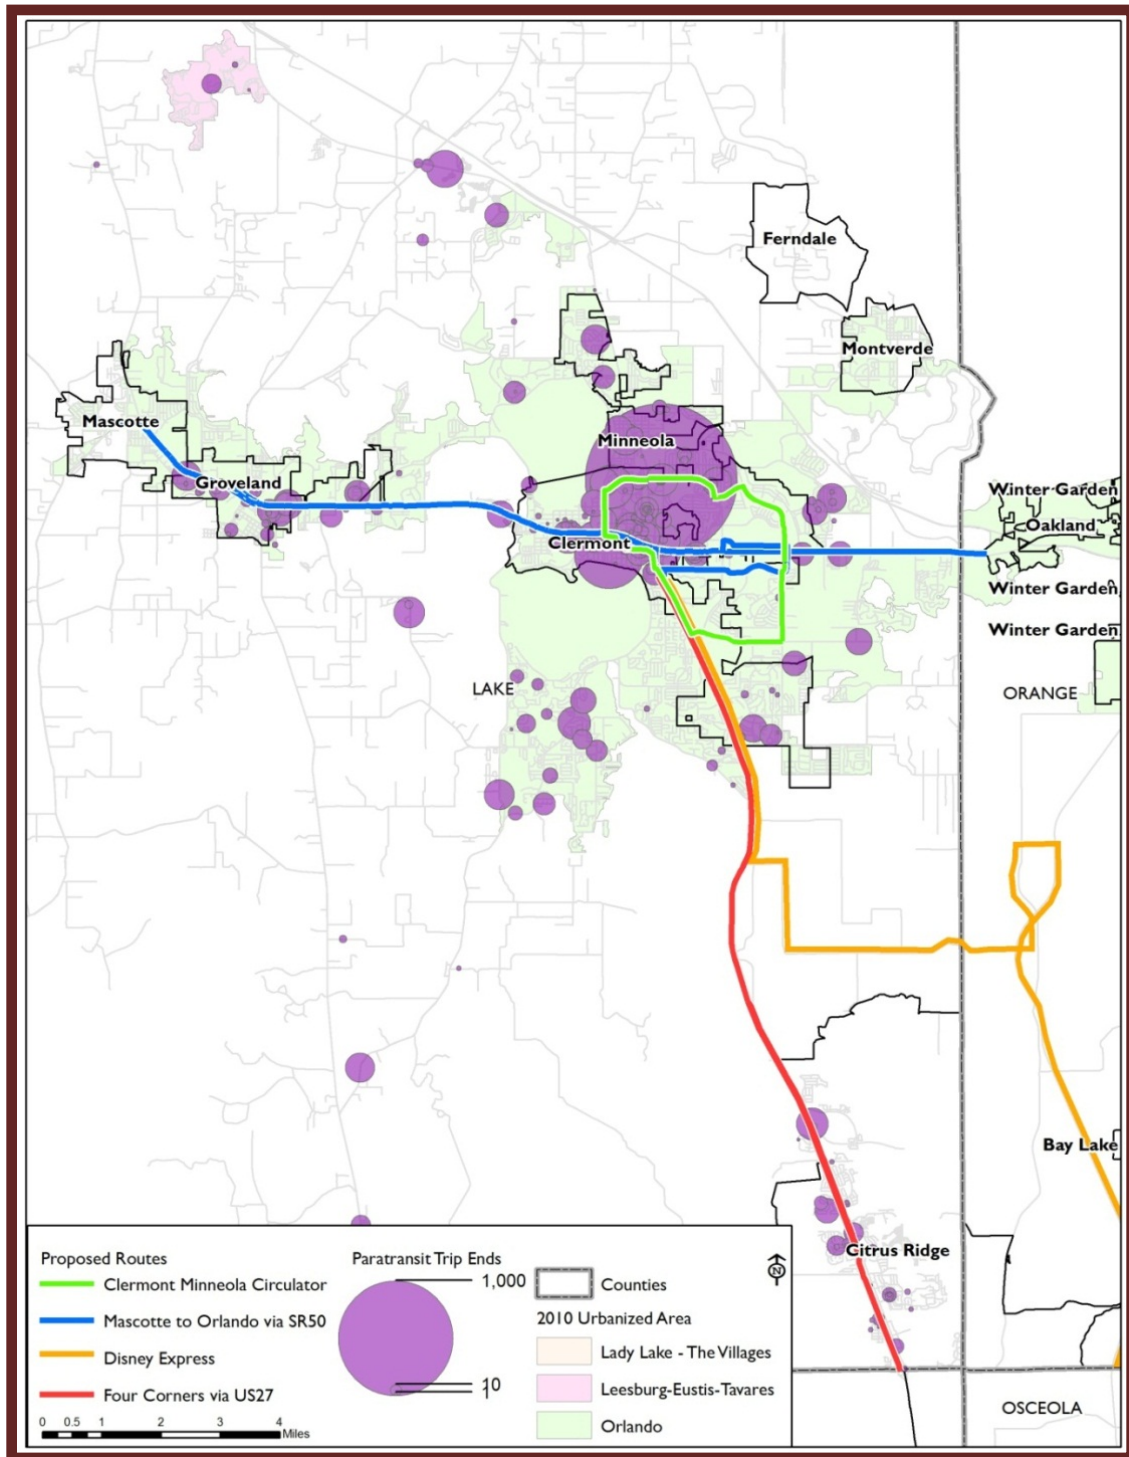 Ferndale
Montverde
Mascotte
Minneola
Groveland
Winter Garden
Oakland
Clermont
Winter Garden
Winter Garden
LAKE
ORANGE
Bay Lake
Citrus Ridge
OSCEOLA
Proposed Routes
Clermont Minneola Circulator
Mascotte to Orlando via SR50
Disney Express
Four Corners via US27
0 0.5 1 2 3 4
Miles
Paratransit Trip Ends
1,000
10
1
N
Counties
2010 Urbanized Area
Lady Lake - The Villages
Leesburg-Eustis-Tavares
Orlando